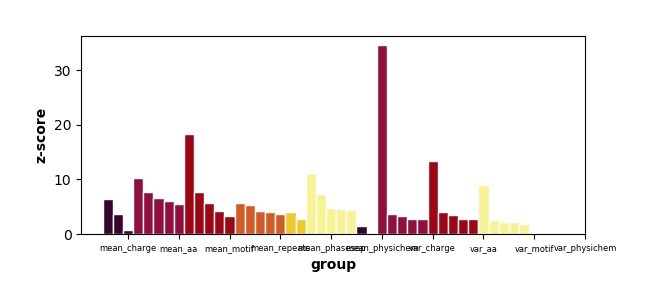 z-score
30
20
10
0
mean_charge mean_aa mean_motif mean_repeats mean_phasesep mean_physichem var_charge var_aa var_motif var_physichem
group